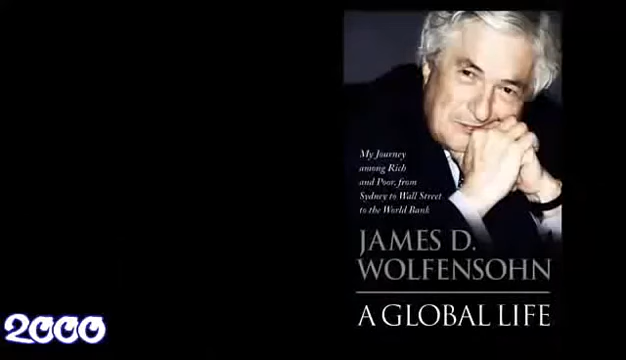 My Journey
among Rich
and Poor, from
Sydney to Wall Street
to the World Bank
JAMES D.
WOLFENSOHN
A GLOBAL LIFE
2000